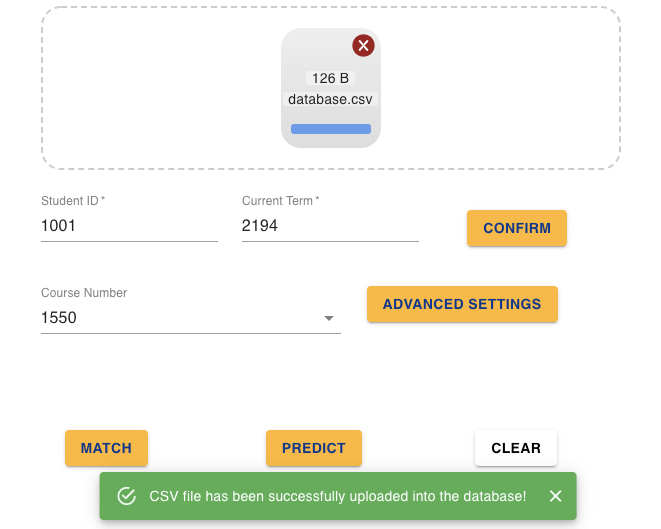 126 B
database.csv
Student ID *
Current Term *
1001
2194
CONFIRM
Course Number
1550
ADVANCED SETTINGS
MATCH
PREDICT
CLEAR
CSV file has been successfully uploaded into the database!